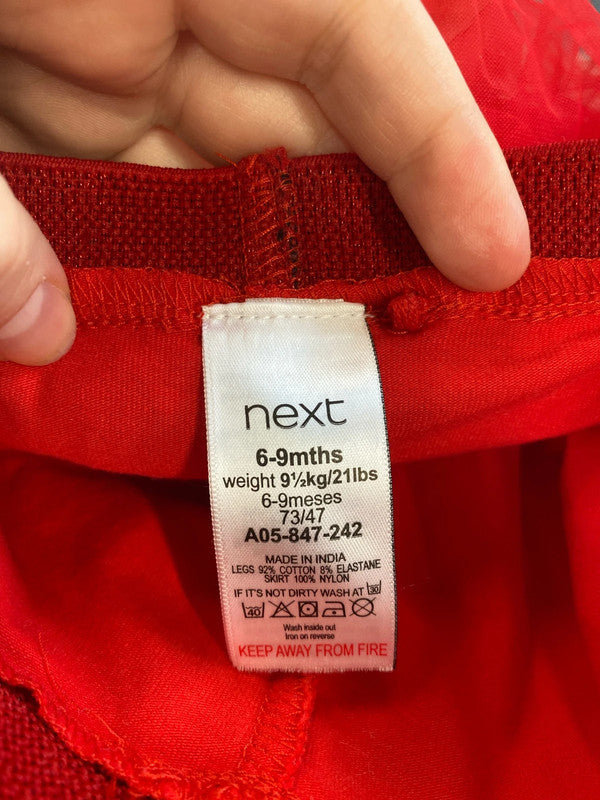 next
6-9mths
weight 9½kg/21lbs
6-9meses
73/47
A05-847-242
MADE IN INDIA
LEGS 92% COTTON 8% ELASTANE
SKIRT 100% NYLON
IF IT'S NOT DIRTY WASH AT 30
40
Wash inside out
Iron on reverse
KEEP AWAY FROM FIRE